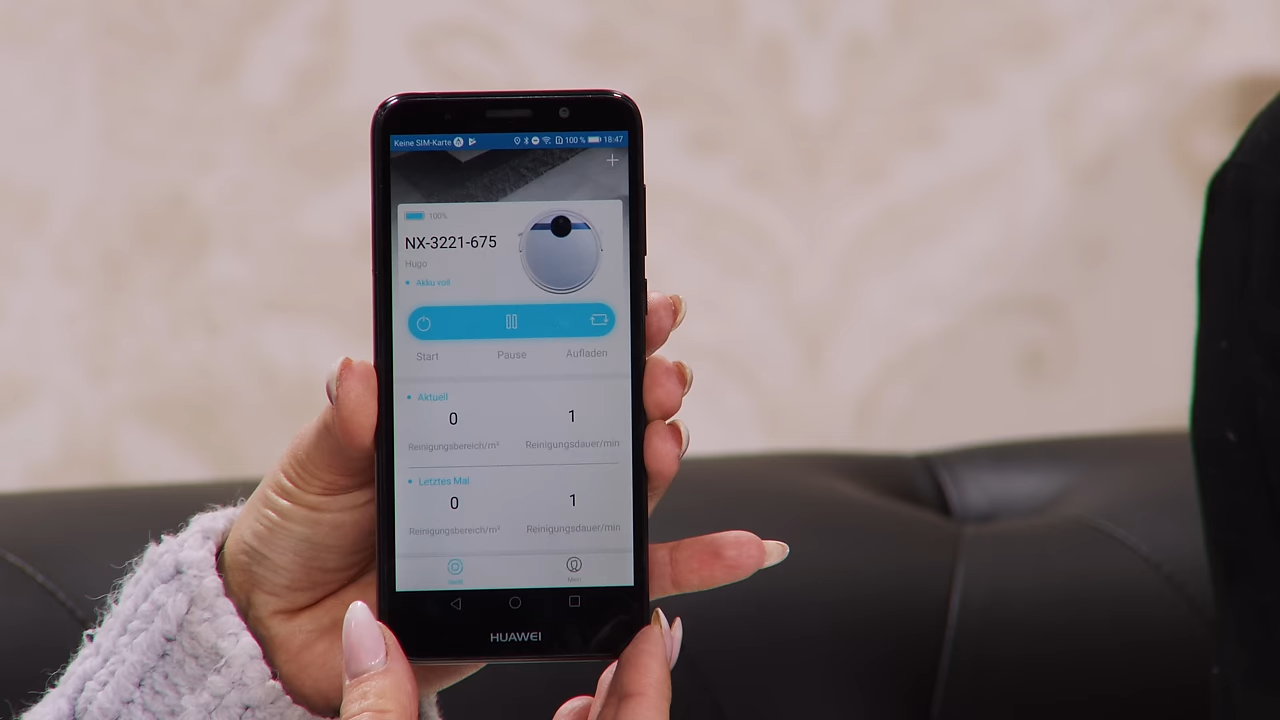 Keine SIM-Karte 100 % 18:47
100%
NX-3221-675
Hugo
Akku voll
Start Pause Aufladen
Aktuell
0 1
Reinigungsbereich/m² Reinigungsdauer/min
Letztes Mal
0 1
Reinigungsbereich/m² Reinigungsdauer/min
Mein
HUAWEI